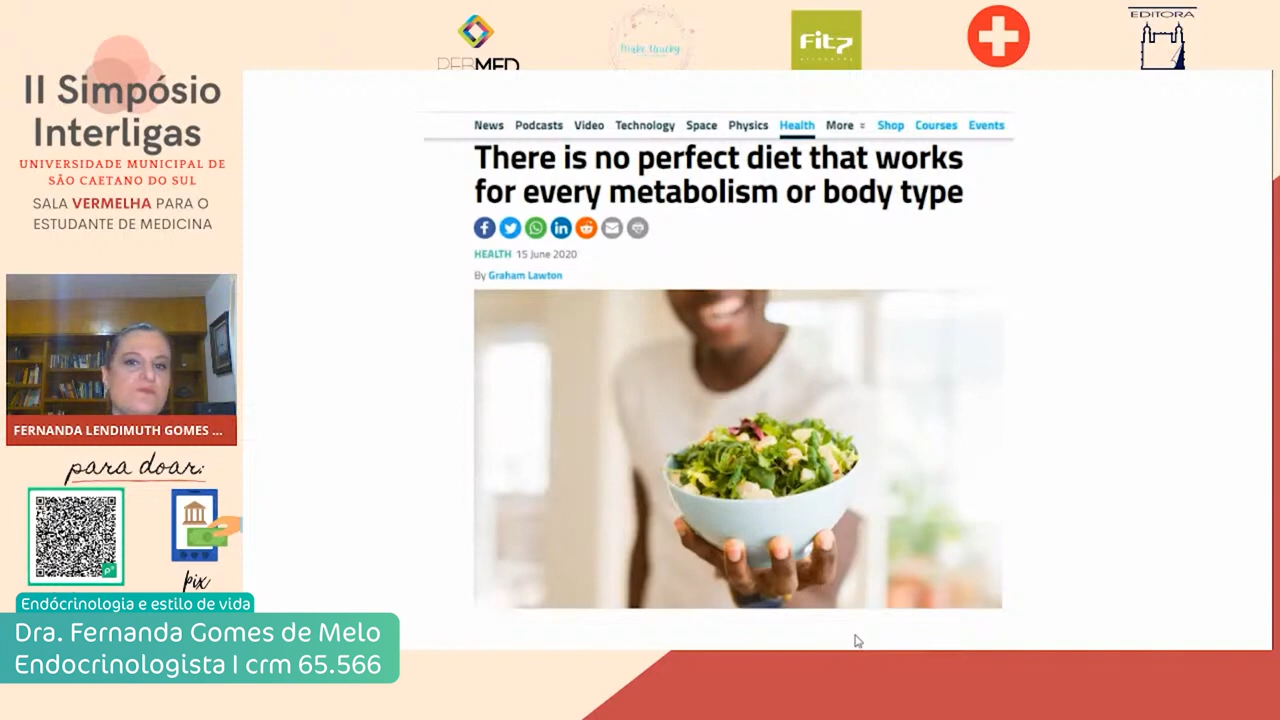 EDITORA
Fit7
MED
II Simpósio
Interligas
UNIVERSIDADE MUNICIPAL DE
SÃO CAETANO DO SUL
SALA VERMELHA PARA O
ESTUDANTE DE MEDICINA
News Podcasts Video Technology Space Physics Health More Shop Courses Events
There is no perfect diet that works
for every metabolism or body type
HEALTH 15 June 2020
By Graham Lawton
FERNANDA LENDIMUTH GOMES ...
para doar:
pix
Endócrinologia e estilo de vida
Dra. Fernanda Gomes de Melo
Endocrinologista I crm 65.566